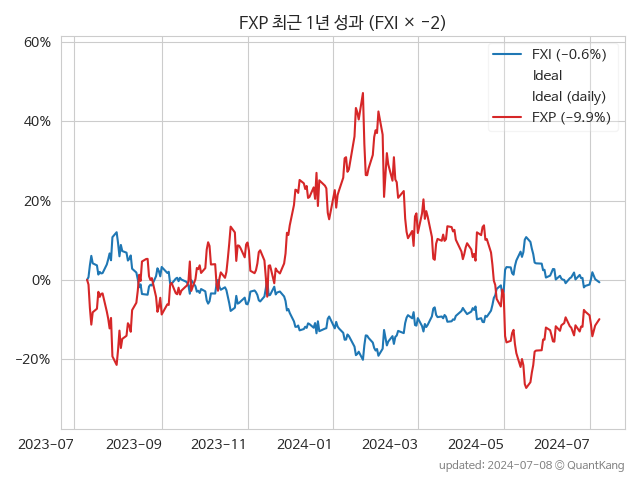 FXP 최근 1년 성과 (FXI × −2)
60%
40%
20%
0%
−20%
FXI (−0.6%)
Ideal
Ideal (daily)
FXP (−9.9%)
2023-07
2023-09
2023-11
2024-01
2024-03
2024-05
2024-07
updated: 2024-07-08 © QuantKang